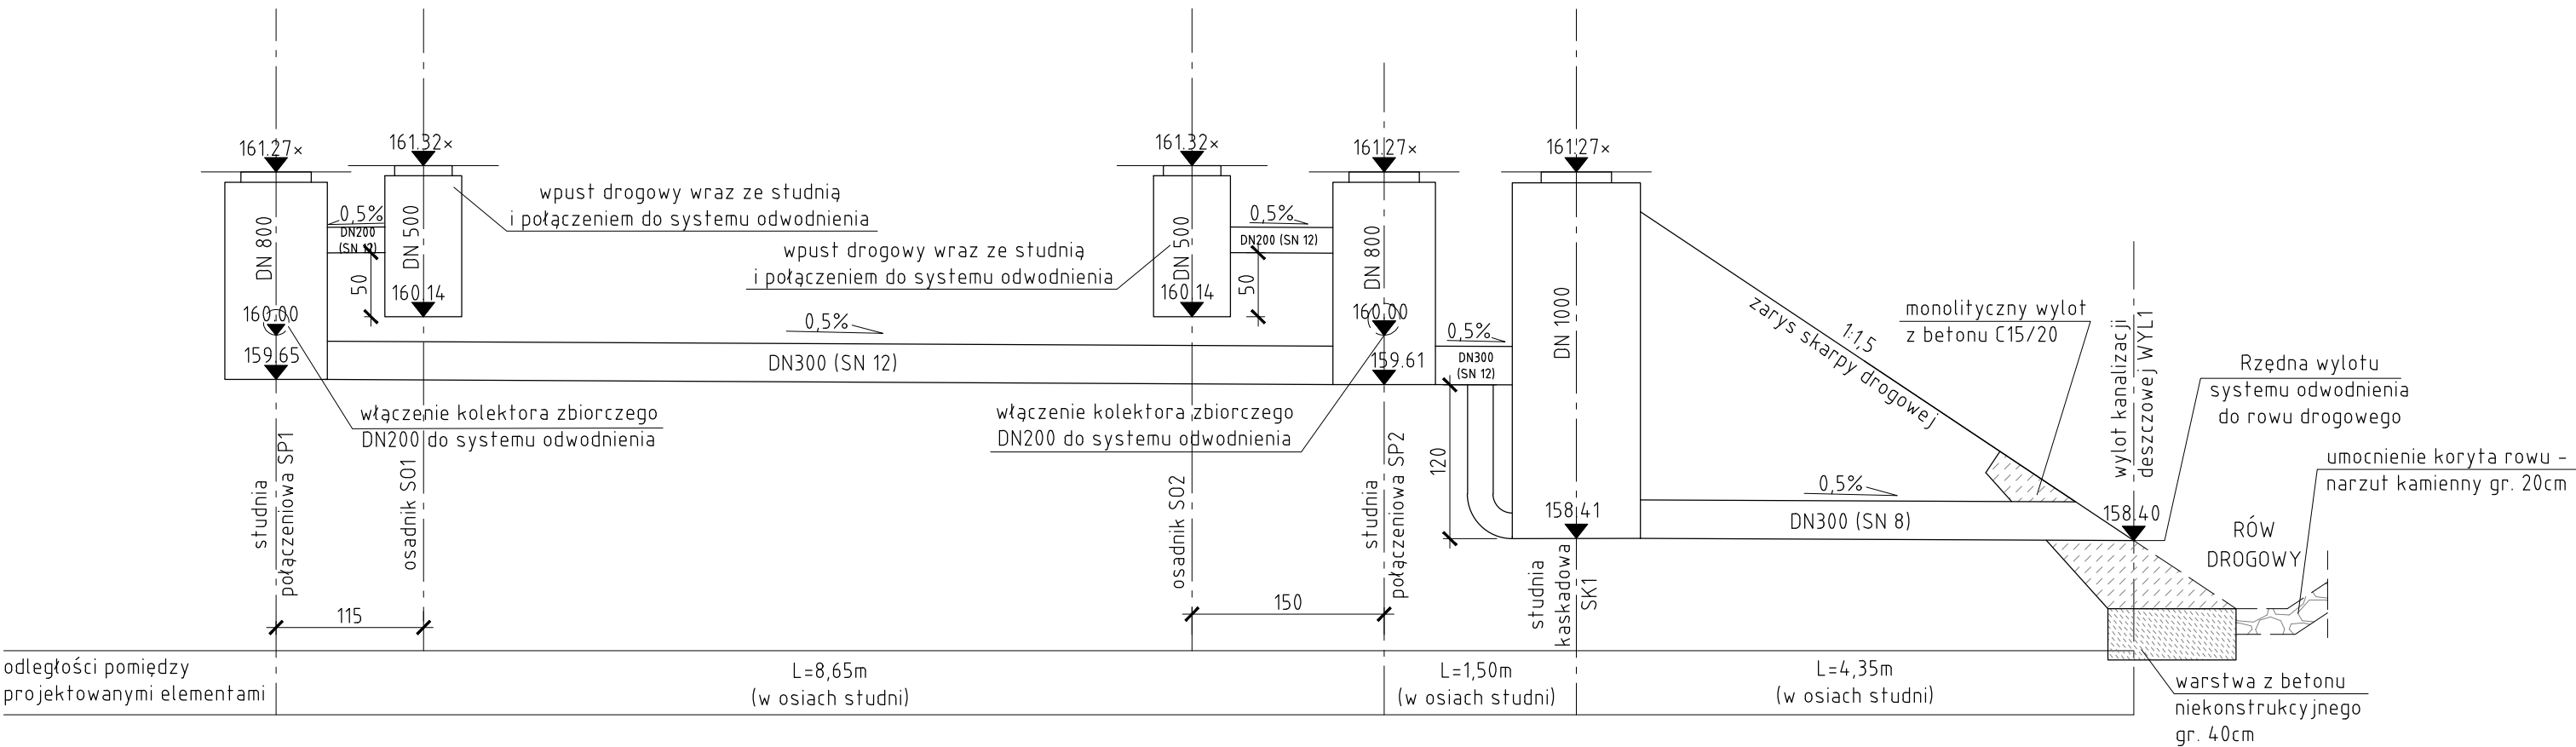 161.27×
161.32×
161.32×
161.27×
161.27×
wpust drogowy wraz ze studnią
i połączeniem do systemu odwodnienia
wpust drogowy wraz ze studnią
i połączeniem do systemu odwodnienia
0,5%
DN200
(SN 12)
DN 800
DN 500
50
160.14
160.00
159.65
0,5%
DN300 (SN 12)
DN 500
160.14
0,5%
DN200 (SN 12)
50
DN 800
160.00
159.61
0,5%
DN300
(SN 12)
120
DN 1000
158.41
1:1,5
zarys skarpy drogowej
monolityczny wylot
z betonu C15/20
wylot kanalizacji
deszczowej WYL1
Rzędna wylotu
systemu odwodnienia
do rowu drogowego
umocnienie koryta rowu -
narzut kamienny gr. 20cm
0,5%
DN300 (SN 8)
158.40
RÓW
DROGOWY
włączenie kolektora zbiorczego
DN200 do systemu odwodnienia
włączenie kolektora zbiorczego
DN200 do systemu odwodnienia
studnia
połączeniowa SP1
osadnik SO1
osadnik SO2
studnia
połączeniowa SP2
studnia
kaskadowa
SK1
115
150
odległości pomiędzy
projektowanymi elementami
L=8,65m
(w osiach studni)
L=1,50m
(w osiach studni)
L=4,35m
(w osiach studni)
warstwa z betonu
niekonstrukcyjnego
gr. 40cm